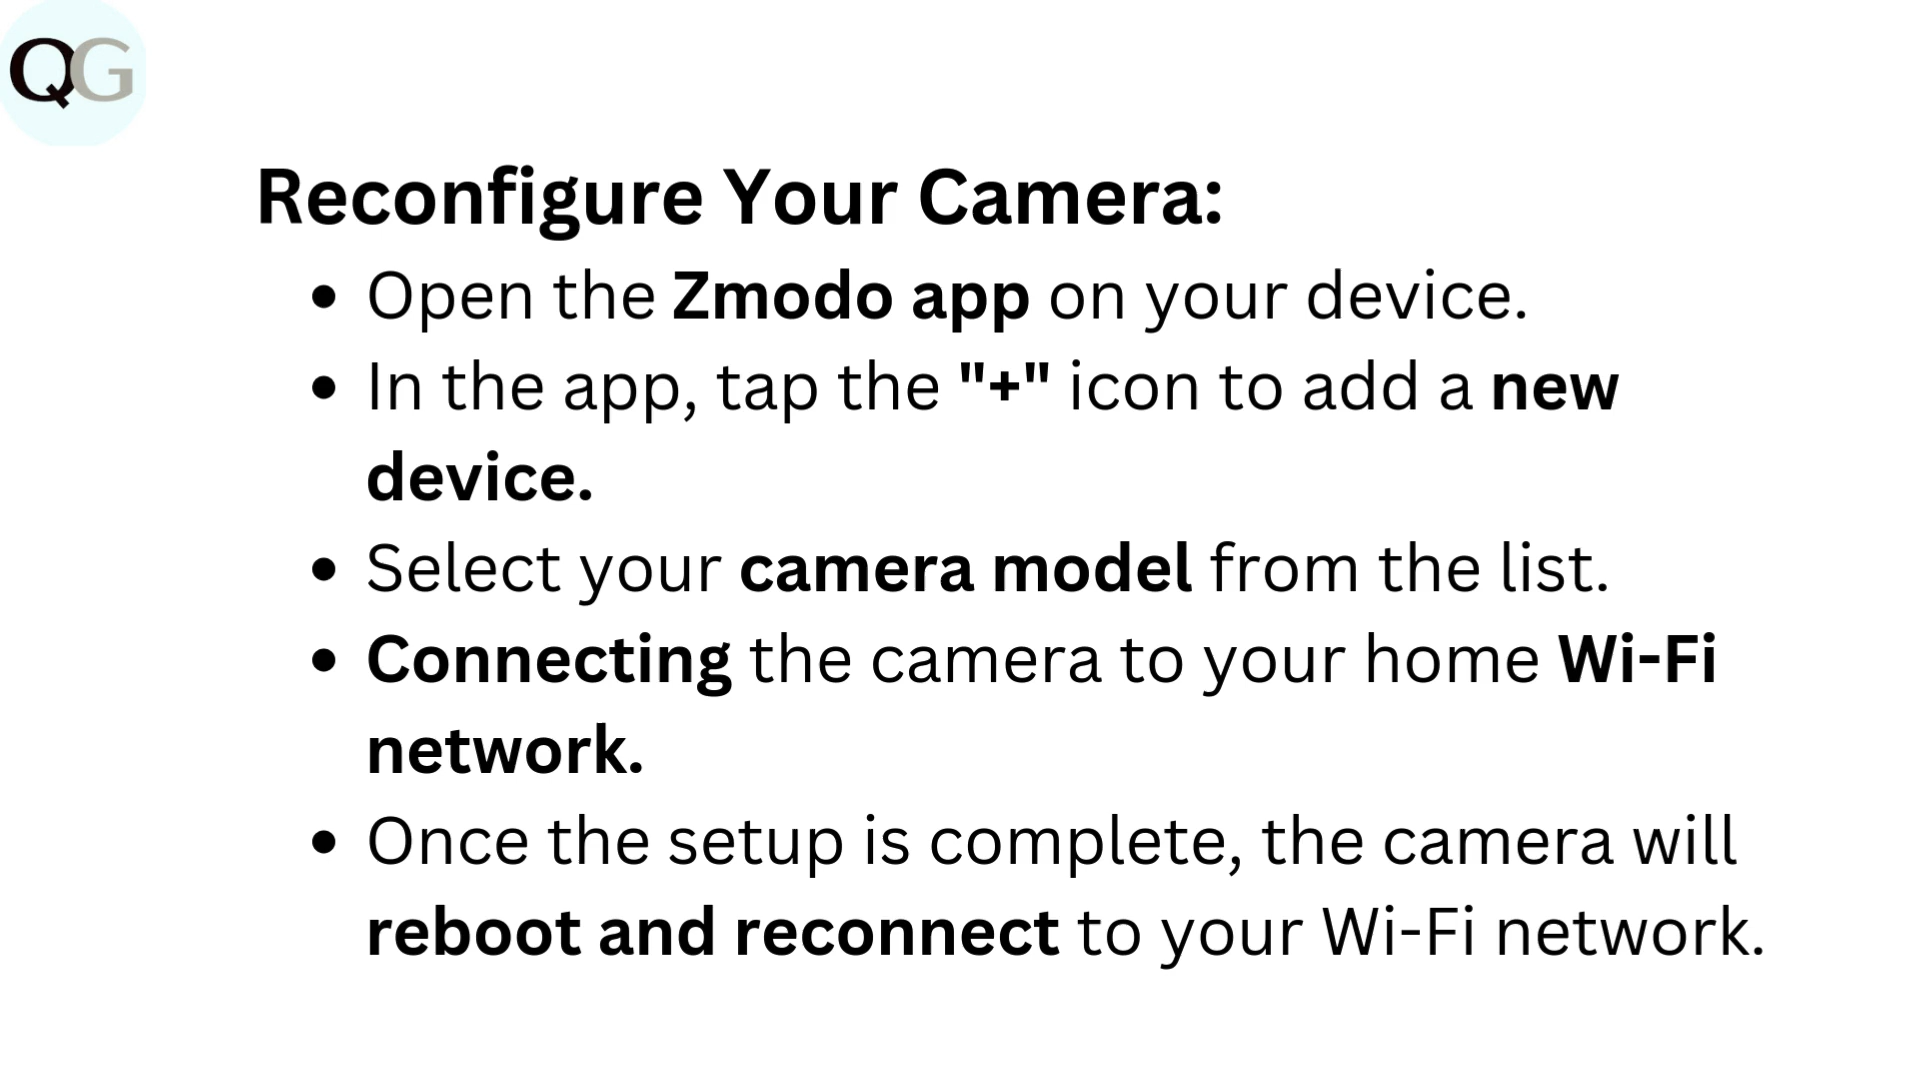 QG
Reconfigure Your Camera:
• Open the Zmodo app on your device.
• In the app, tap the "+" icon to add a new
device.
• Select your camera model from the list.
• Connecting the camera to your home Wi-Fi
network.
• Once the setup is complete, the camera will
reboot and reconnect to your Wi-Fi network.